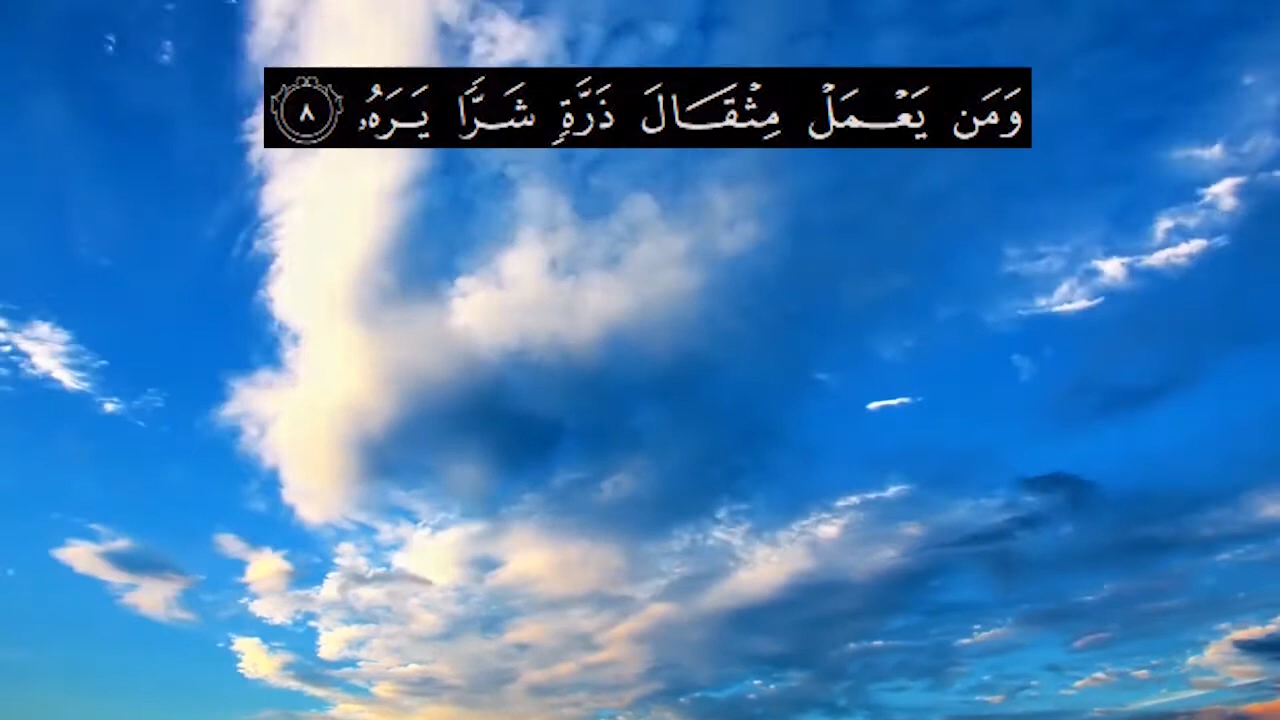 وَمَن يَعْمَلْ مِثْقَالَ ذَرَّةٍ شَرًّا يَرَهُۥ ٨